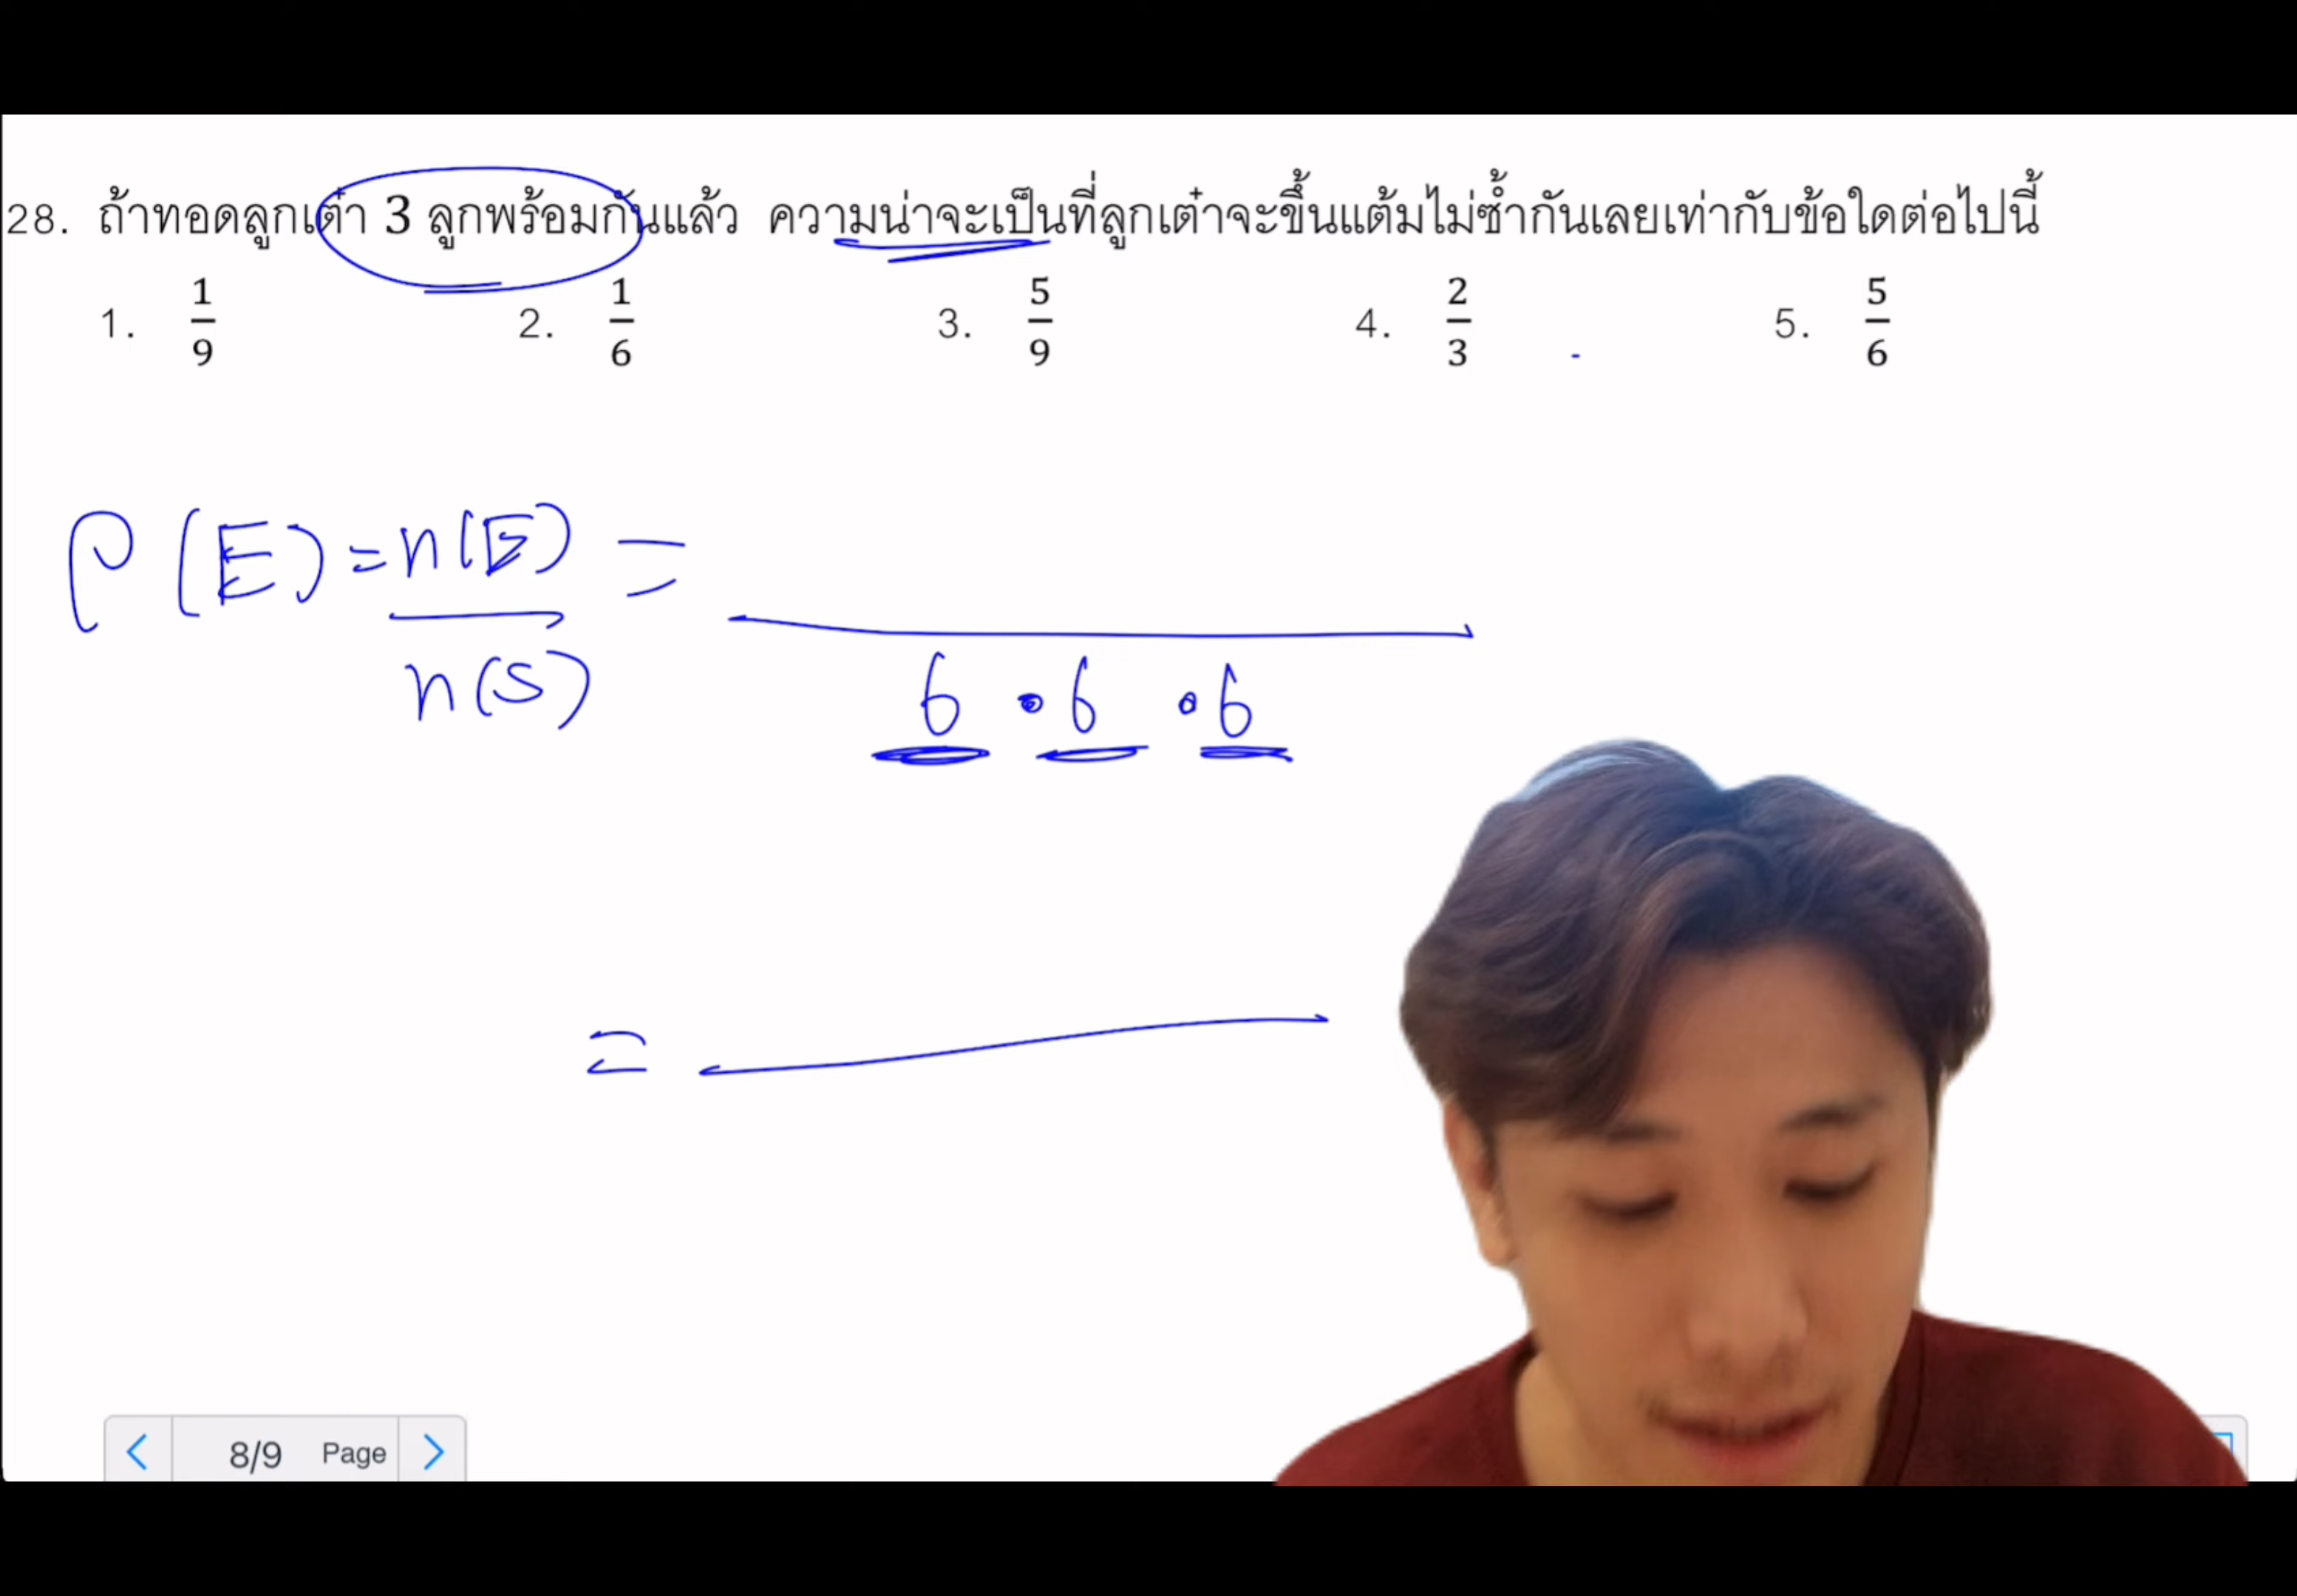 28. ถ้าทอดลูกเต๋า 3 ลูกพร้อมกันแล้ว ความน่าจะเป็นที่ลูกเต๋าจะขึ้นแต้มไม่ซ้ำกันเลยเท่ากับข้อใดต่อไปนี้
1. 1/9 2. 1/6 3. 5/9 4. 2/3 5. 5/6
P(E) = n(E)/n(S) =
6 · 6 · 6
=
8/9 Page